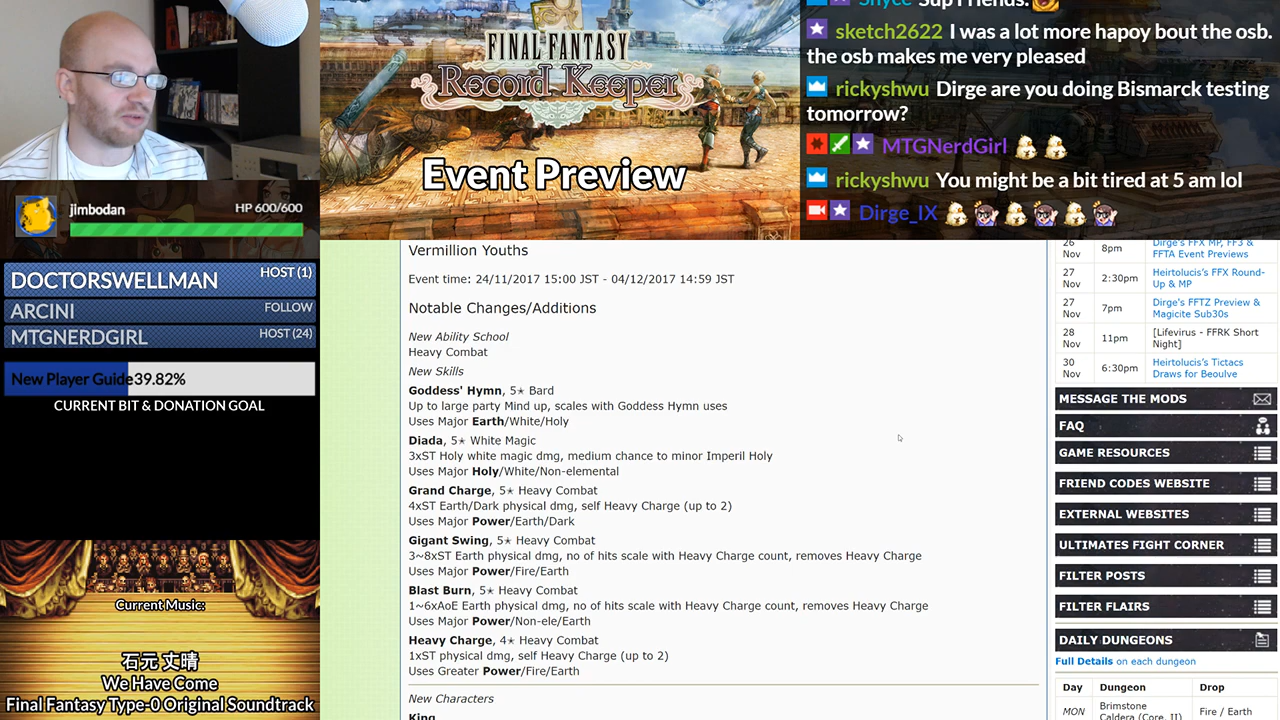 FINAL FANTASY
Record Keeper
Event Preview
Sup Friends!
sketch2622 I was a lot more hapoy bout the osb.
the osb makes me very pleased
rickyshwu Dirge are you doing Bismarck testing
tomorrow?
MTGNerdGirl
rickyshwu You might be a bit tired at 5 am lol
Dirge_IX
jimbodan HP 600/600
DOCTORSWELLMAN HOST (1)
ARCINI FOLLOW
MTGNERDGIRL HOST (24)
New Player Guide39.82%
CURRENT BIT & DONATION GOAL
Current Music:
石元 丈晴
We Have Come
Final Fantasy Type-0 Original Soundtrack
Vermillion Youths
Event time: 24/11/2017 15:00 JST - 04/12/2017 14:59 JST
Notable Changes/Additions
New Ability School
Heavy Combat
New Skills
Goddess' Hymn, 5★ Bard
Up to large party Mind up, scales with Goddess Hymn uses
Uses Major Earth/White/Holy
Diada, 5★ White Magic
3xST Holy white magic dmg, medium chance to minor Imperil Holy
Uses Major Holy/White/Non-elemental
Grand Charge, 5★ Heavy Combat
4xST Earth/Dark physical dmg, self Heavy Charge (up to 2)
Uses Major Power/Earth/Dark
Gigant Swing, 5★ Heavy Combat
3~8xST Earth physical dmg, no of hits scale with Heavy Charge count, removes Heavy Charge
Uses Major Power/Fire/Earth
Blast Burn, 5★ Heavy Combat
1~6xAoE Earth physical dmg, no of hits scale with Heavy Charge count, removes Heavy Charge
Uses Major Power/Non-ele/Earth
Heavy Charge, 4★ Heavy Combat
1xST physical dmg, self Heavy Charge (up to 2)
Uses Greater Power/Fire/Earth
New Characters
King
26 Nov 8pm Dirge's FFX MP, FF3 &
FFTA Event Previews
27 Nov 2:30pm Heirtolucis's FFX Round-
Up & MP
27 Nov 7pm Dirge's FFTZ Preview &
Magicite Sub30s
28 Nov 11pm [Lifevirus - FFRK Short
Night]
30 Nov 6:30pm Heirtolucis's Tictacs
Draws for Beoulve
MESSAGE THE MODS
FAQ
GAME RESOURCES
FRIEND CODES WEBSITE
EXTERNAL WEBSITES
ULTIMATES FIGHT CORNER
FILTER POSTS
FILTER FLAIRS
DAILY DUNGEONS
Full Details on each dungeon
Day Dungeon Drop
MON Brimstone
Caldera (Core, II) Fire / Earth